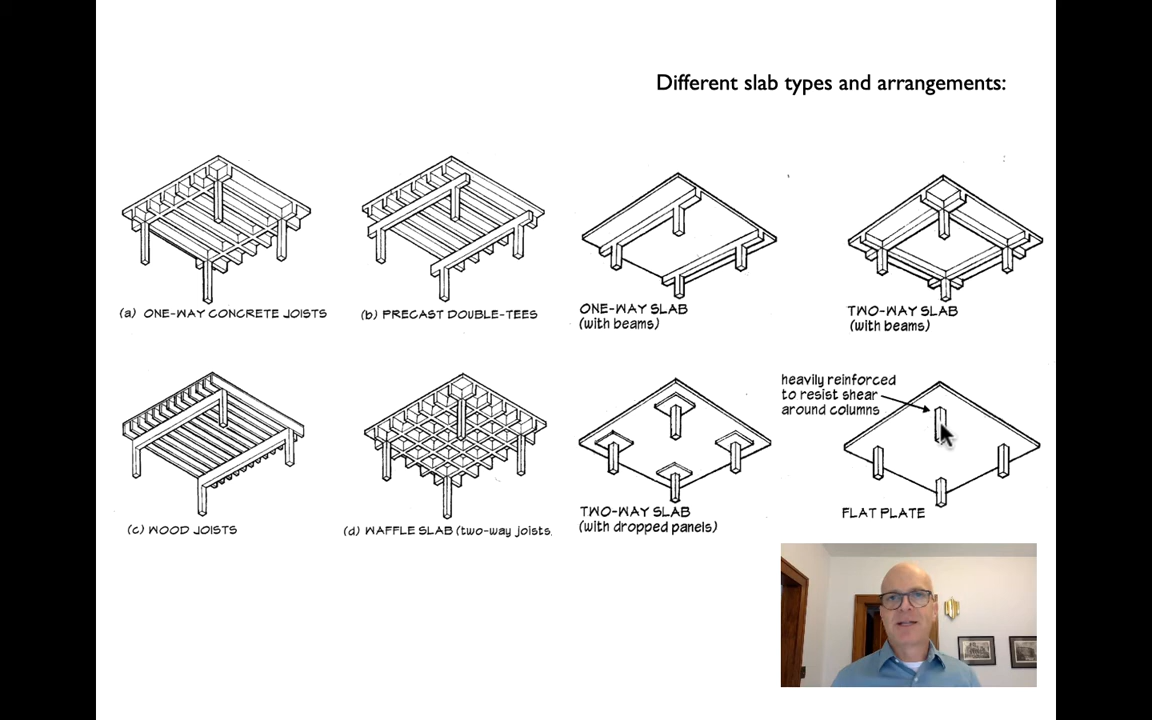 Different slab types and arrangements:
(a) ONE-WAY CONCRETE JOISTS
(b) PRECAST DOUBLE-TEES
ONE-WAY SLAB
(with beams)
TWO-WAY SLAB
(with beams)
(c) WOOD JOISTS
(d) WAFFLE SLAB (two-way joists
TWO-WAY SLAB
(with dropped panels)
heavily reinforced
to resist shear
around columns
FLAT PLATE